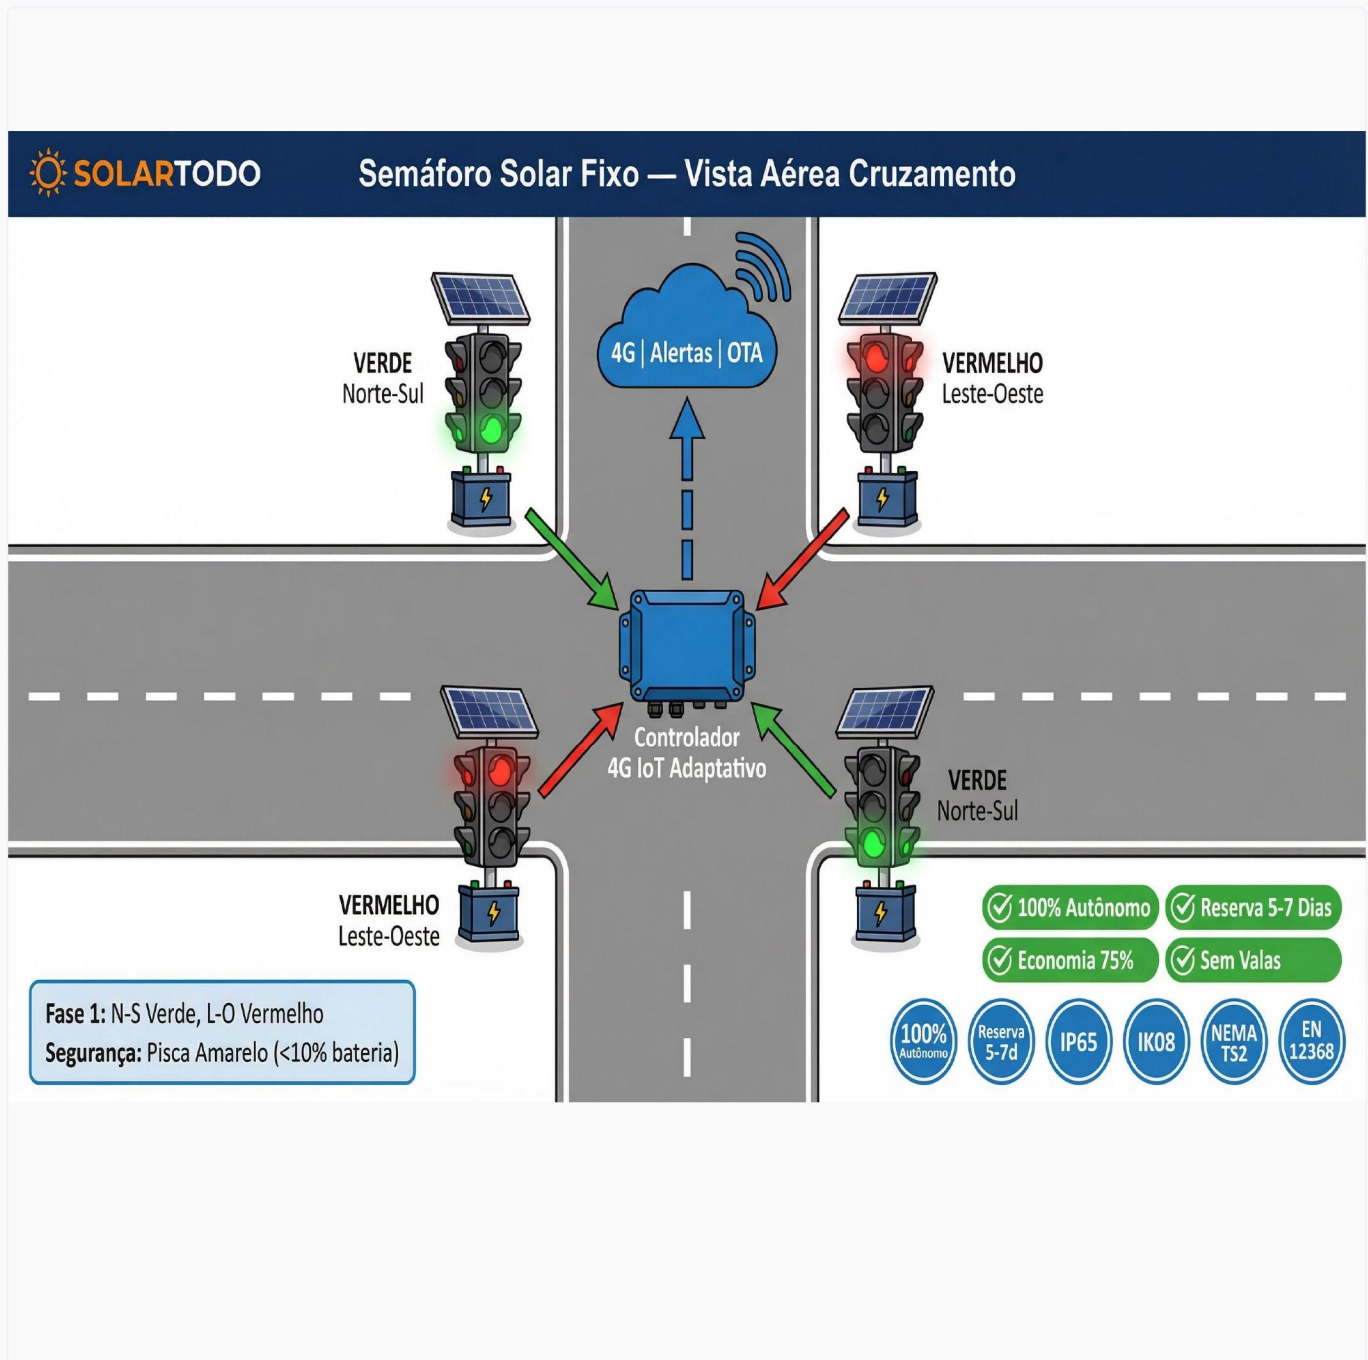 SOLARTODO
Semáforo Solar Fixo — Vista Aérea Cruzamento
4G | Alertas | OTA
VERDE
Norte-Sul
VERMELHO
Leste-Oeste
Controlador
4G IoT Adaptativo
VERDE
Norte-Sul
VERMELHO
Leste-Oeste
Fase 1: N-S Verde, L-O Vermelho
Segurança: Pisca Amarelo (<10% bateria)
100% Autônomo
Reserva 5-7 Dias
Economia 75%
Sem Valas
100%
Autônomo
Reserva
5-7d
IP65
IK08
NEMA
TS2
EN
12368